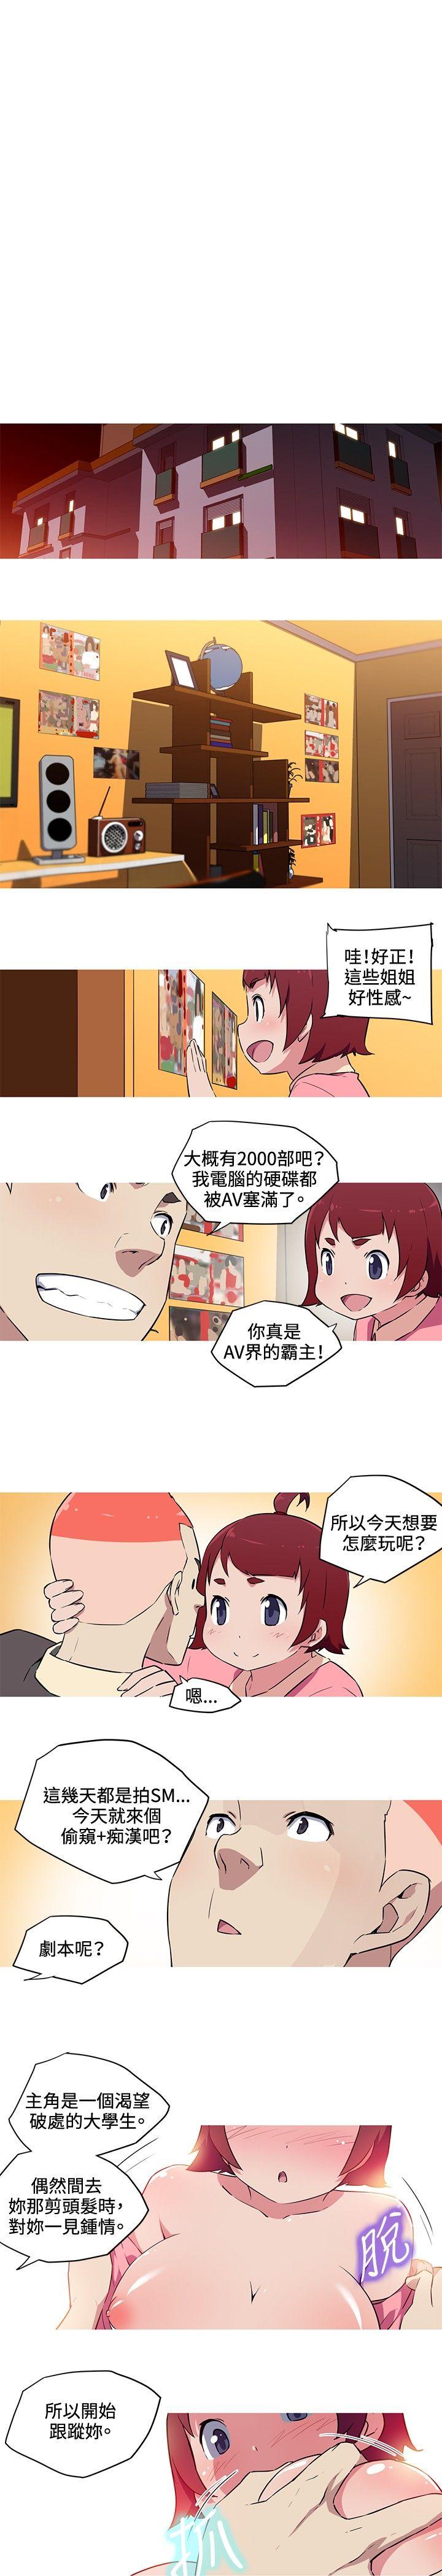 哇!好正!
這些姐姐
好性感~
大概有2000部吧?
我電腦的硬碟都
被AV塞滿了。
你真是
AV界的霸主!
所以今天想要
怎麼玩呢?
嗯...
這幾天都是拍SM...
今天就來個
偷窺+痴漢吧?
劇本呢?
主角是一個渴望
破處的大學生。
偶然間去
妳那剪頭髮時,
對妳一見鍾情。
脫
所以開始
跟蹤妳。
抓